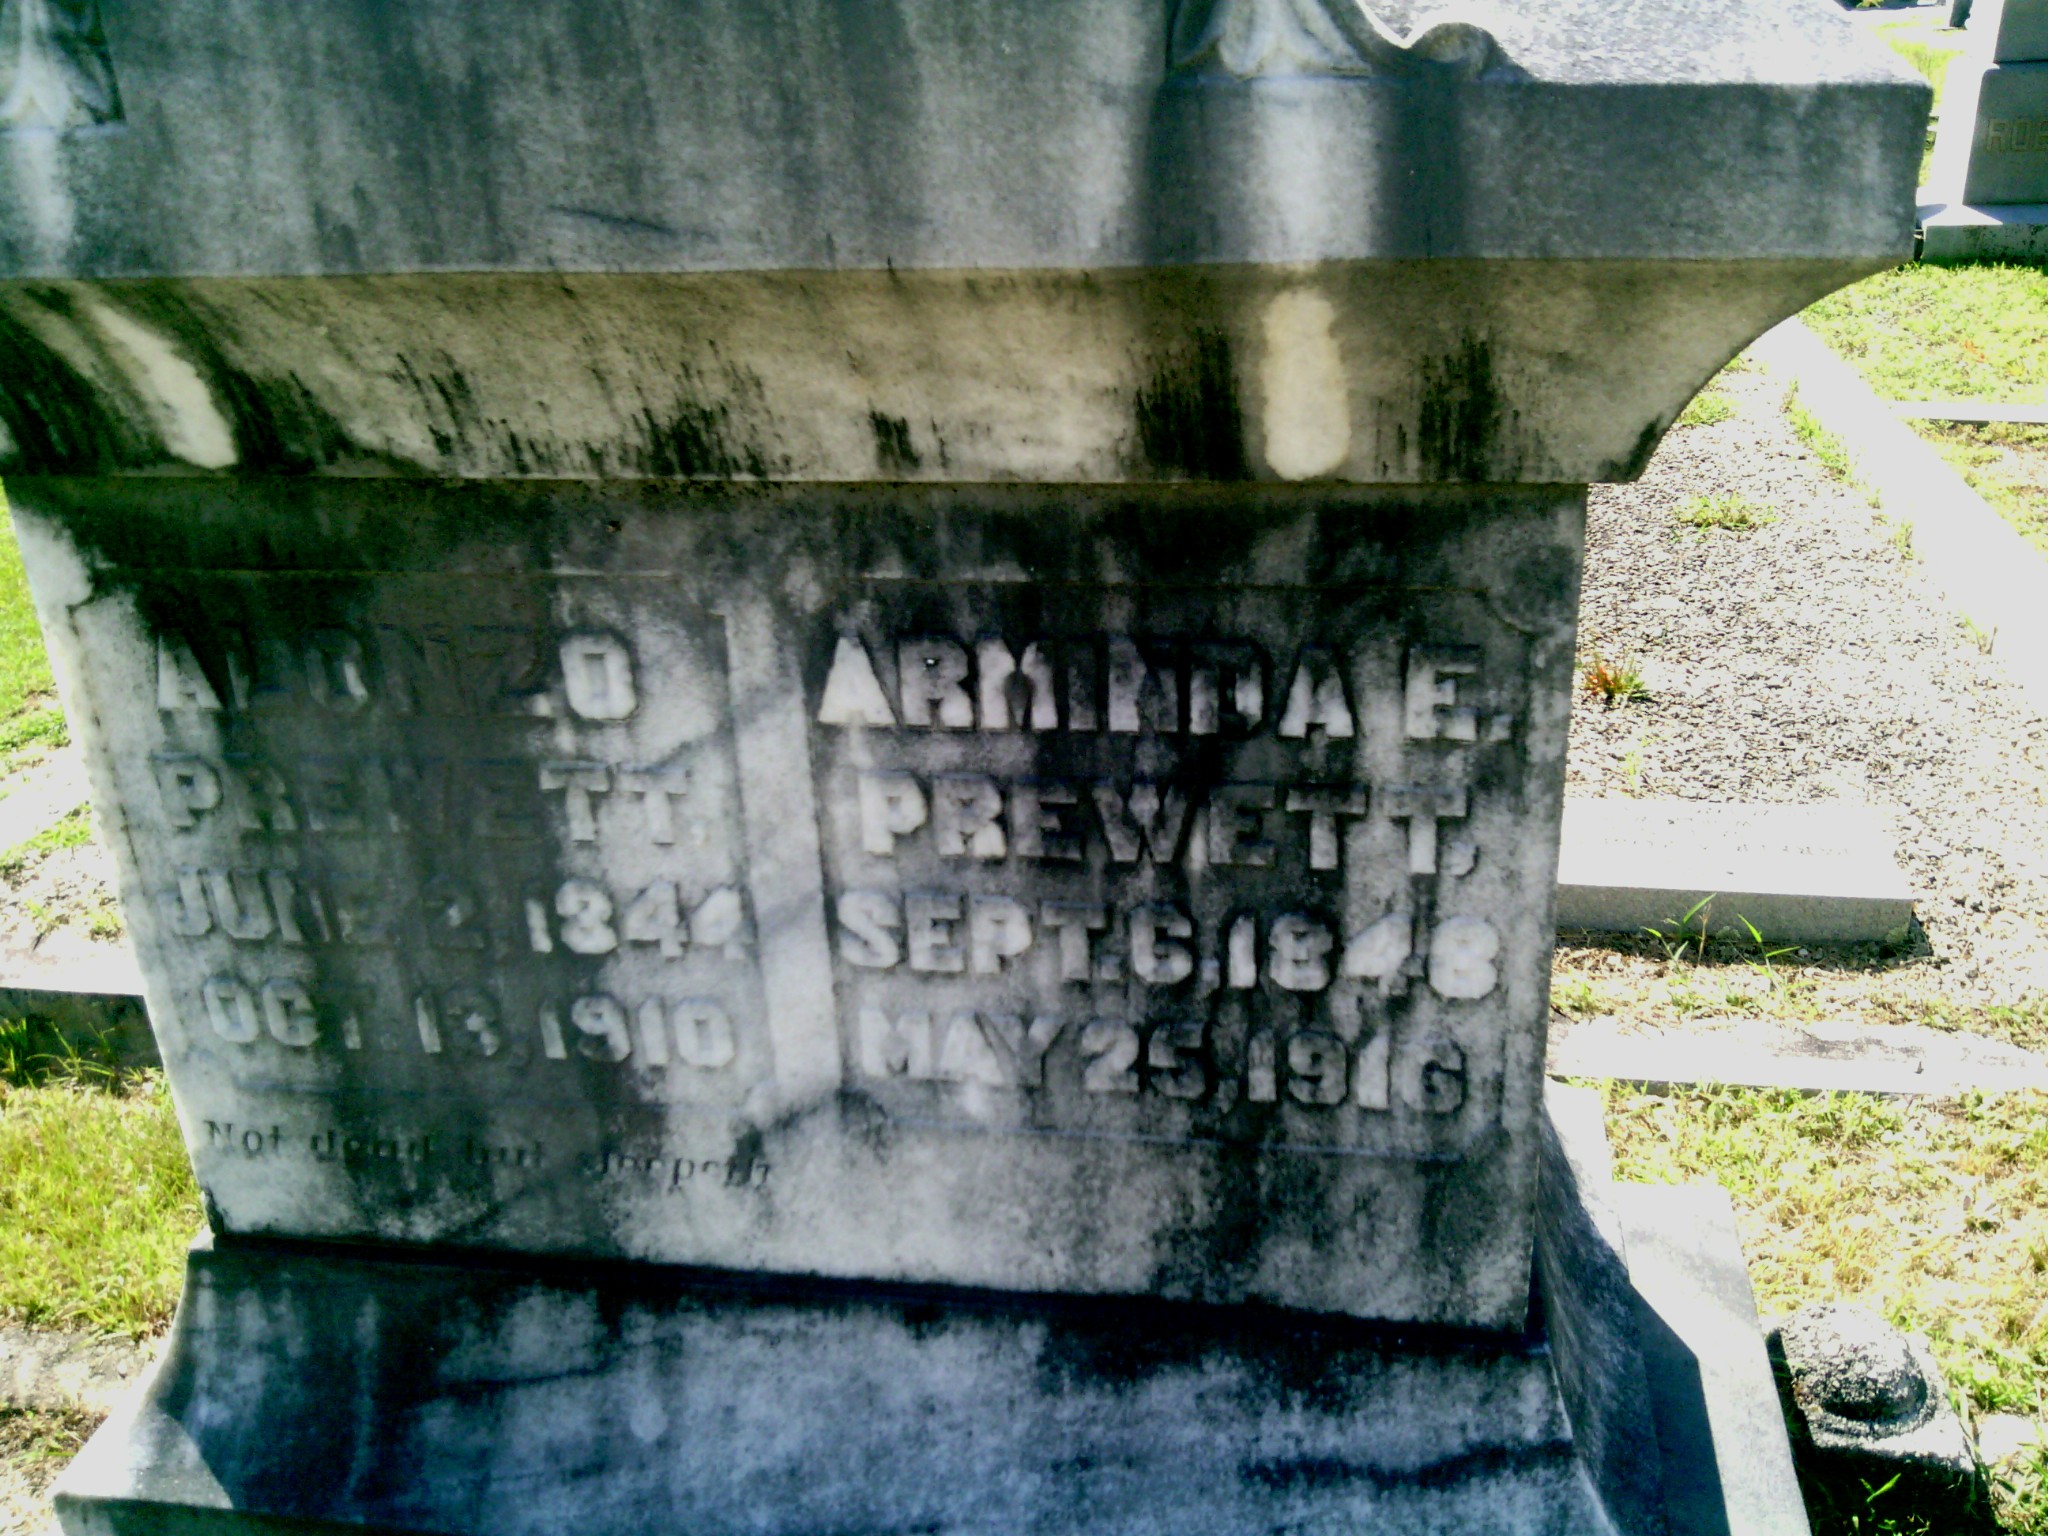 ALONZO
PREWETT,
JUNE 2, 1844
OCT. 13, 1910
ARMINDA E.
PREWETT,
SEPT. 6, 1848
MAY 25, 1916
Not dead but sleepeth